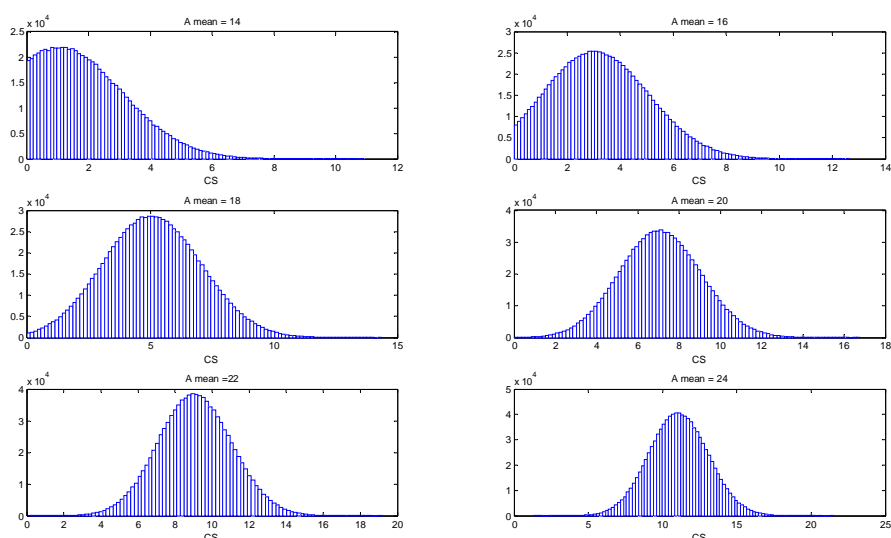 A mean = 14
x 10^4
2.5
2
1.5
1
0.5
0
0 2 4 6 8 10 12
CS
A mean = 16
x 10^4
3
2.5
2
1.5
1
0.5
0
0 2 4 6 8 10 12 14
CS
A mean = 18
x 10^4
3
2.5
2
1.5
1
0.5
0
0 5 10 15
CS
A mean = 20
x 10^4
4
3
2
1
0
0 2 4 6 8 10 12 14 16 18
CS
A mean =22
x 10^4
4
3
2
1
0
0 2 4 6 8 10 12 14 16 18 20
CS
A mean = 24
x 10^4
5
4
3
2
1
0
0 5 10 15 20 25
CS